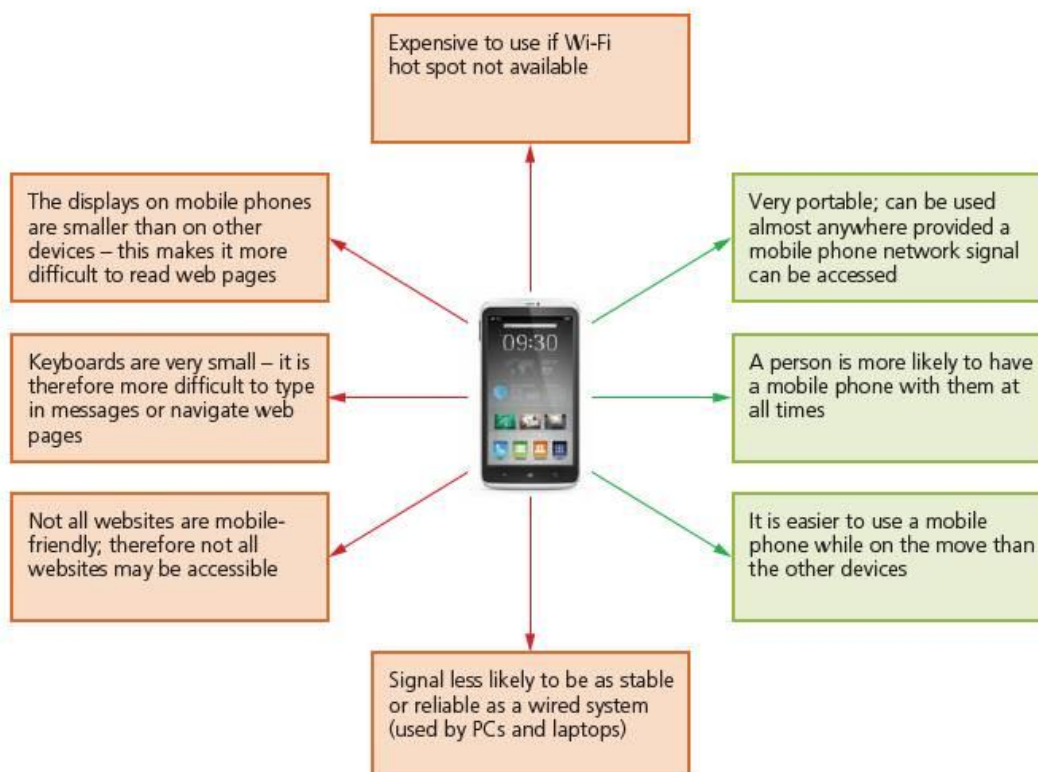 Expensive to use if Wi-Fi
hot spot not available
The displays on mobile phones
are smaller than on other
devices – this makes it more
difficult to read web pages
Very portable; can be used
almost anywhere provided a
mobile phone network signal
can be accessed
09:30
Keyboards are very small – it is
therefore more difficult to type
in messages or navigate web
pages
A person is more likely to have
a mobile phone with them at
all times
Not all websites are mobile-
friendly; therefore not all
websites may be accessible
It is easier to use a mobile
phone while on the move than
the other devices
Signal less likely to be as stable
or reliable as a wired system
(used by PCs and laptops)